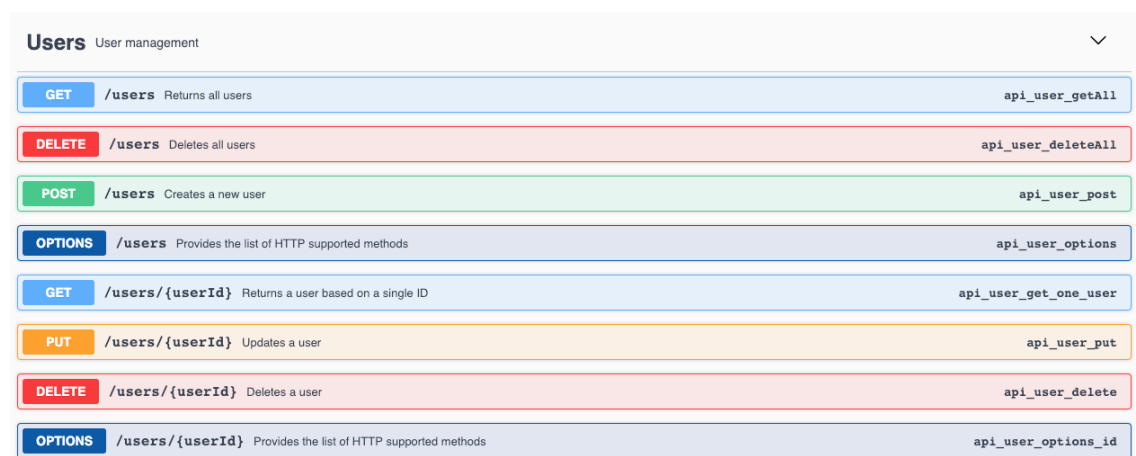 Users User management
GET /users Returns all users api_user_getAll
DELETE /users Deletes all users api_user_deleteAll
POST /users Creates a new user api_user_post
OPTIONS /users Provides the list of HTTP supported methods api_user_options
GET /users/{userId} Returns a user based on a single ID api_user_get_one_user
PUT /users/{userId} Updates a user api_user_put
DELETE /users/{userId} Deletes a user api_user_delete
OPTIONS /users/{userId} Provides the list of HTTP supported methods api_user_options_id